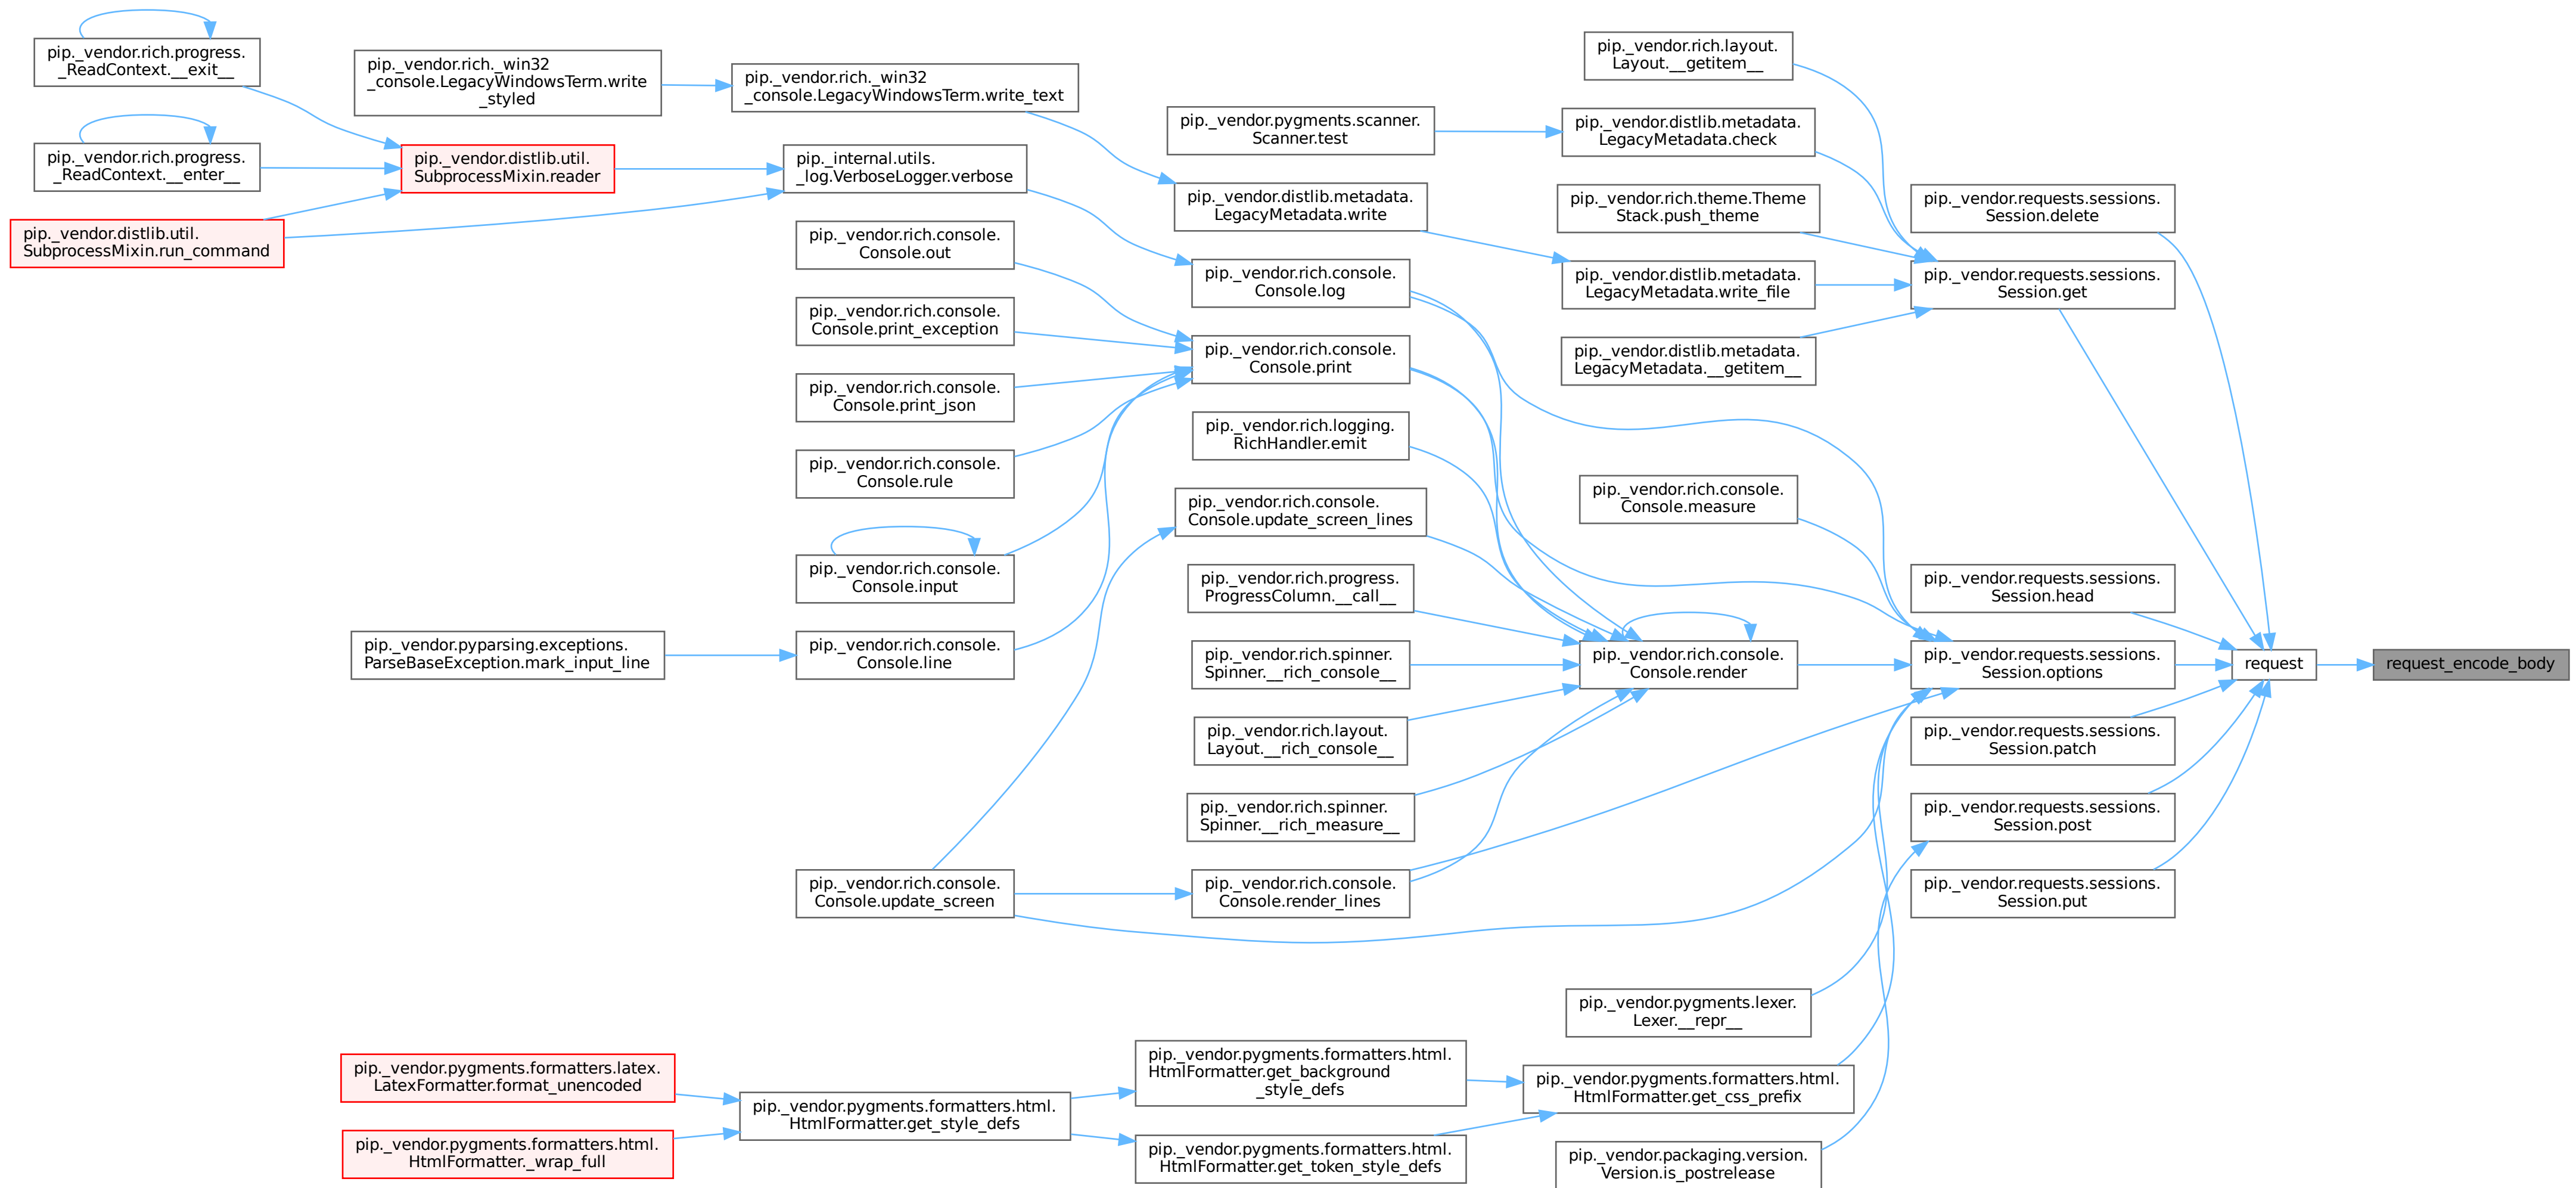 pip._vendor.rich.progress.
_ReadContext.__exit__
pip._vendor.rich.progress.
_ReadContext.__enter__
pip._vendor.distlib.util.
SubprocessMixin.run_command
pip._vendor.rich._win32
_console.LegacyWindowsTerm.write
_styled
pip._vendor.distlib.util.
SubprocessMixin.reader
pip._vendor.pyparsing.exceptions.
ParseBaseException.mark_input_line
pip._vendor.pygments.formatters.latex.
LatexFormatter.format_unencoded
pip._vendor.pygments.formatters.html.
HtmlFormatter._wrap_full
pip._vendor.rich._win32
_console.LegacyWindowsTerm.write_text
pip._internal.utils.
_log.VerboseLogger.verbose
pip._vendor.rich.console.
Console.out
pip._vendor.rich.console.
Console.print_exception
pip._vendor.rich.console.
Console.print_json
pip._vendor.rich.console.
Console.rule
pip._vendor.rich.console.
Console.input
pip._vendor.rich.console.
Console.line
pip._vendor.rich.console.
Console.update_screen
pip._vendor.pygments.formatters.html.
HtmlFormatter.get_style_defs
pip._vendor.pygments.scanner.
Scanner.test
pip._vendor.distlib.metadata.
LegacyMetadata.write
pip._vendor.rich.console.
Console.log
pip._vendor.rich.console.
Console.print
pip._vendor.rich.logging.
RichHandler.emit
pip._vendor.rich.console.
Console.update_screen_lines
pip._vendor.rich.progress.
ProgressColumn.__call__
pip._vendor.rich.spinner.
Spinner.__rich_console__
pip._vendor.rich.layout.
Layout.__rich_console__
pip._vendor.rich.spinner.
Spinner.__rich_measure__
pip._vendor.rich.console.
Console.render_lines
pip._vendor.pygments.formatters.html.
HtmlFormatter.get_background
_style_defs
pip._vendor.pygments.formatters.html.
HtmlFormatter.get_token_style_defs
pip._vendor.rich.layout.
Layout.__getitem__
pip._vendor.distlib.metadata.
LegacyMetadata.check
pip._vendor.rich.theme.Theme
Stack.push_theme
pip._vendor.distlib.metadata.
LegacyMetadata.write_file
pip._vendor.distlib.metadata.
LegacyMetadata.__getitem__
pip._vendor.rich.console.
Console.measure
pip._vendor.rich.console.
Console.render
pip._vendor.pygments.lexer.
Lexer.__repr__
pip._vendor.pygments.formatters.html.
HtmlFormatter.get_css_prefix
pip._vendor.packaging.version.
Version.is_postrelease
pip._vendor.requests.sessions.
Session.delete
pip._vendor.requests.sessions.
Session.get
pip._vendor.requests.sessions.
Session.head
pip._vendor.requests.sessions.
Session.options
pip._vendor.requests.sessions.
Session.patch
pip._vendor.requests.sessions.
Session.post
pip._vendor.requests.sessions.
Session.put
request
request_encode_body